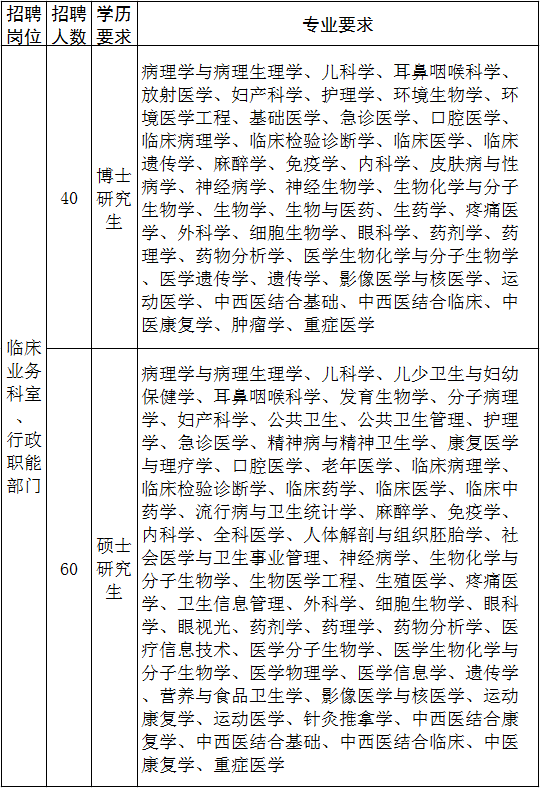 招聘岗位
招聘人数
学历要求
专业要求
临床业务科室、行政职能部门
40
博士研究生
病理学与病理生理学、儿科学、耳鼻咽喉科学、
放射医学、妇产科学、护理学、环境生物学、环
境医学工程、基础医学、急诊医学、口腔医学、
临床病理学、临床检验诊断学、临床医学、临床
遗传学、麻醉学、免疫学、内科学、皮肤病与性
病学、神经病学、神经生物学、生物化学与分子
生物学、生物学、生物与医药、生药学、疼痛医
学、外科学、细胞生物学、眼科学、药剂学、药
理学、药物分析学、医学生物化学与分子生物学
、医学遗传学、遗传学、影像医学与核医学、运
动医学、中西医结合基础、中西医结合临床、中
医康复学、肿瘤学、重症医学
60
硕士研究生
病理学与病理生理学、儿科学、儿少卫生与妇幼
保健学、耳鼻咽喉科学、发育生物学、分子病理
学、妇产科学、公共卫生、公共卫生管理、护理
学、急诊医学、精神病与精神卫生学、康复医学
与理疗学、口腔医学、老年医学、临床病理学、
临床检验诊断学、临床药学、临床医学、临床中
药学、流行病与卫生统计学、麻醉学、免疫学、
内科学、全科医学、人体解剖与组织胚胎学、社
会医学与卫生事业管理、神经病学、生物化学与
分子生物学、生物医学工程、生殖医学、疼痛医
学、卫生信息管理、外科学、细胞生物学、眼科
学、眼视光、药剂学、药理学、药物分析学、医
疗信息技术、医学分子生物学、医学生物化学与
分子生物学、医学物理学、医学信息学、遗传学
、营养与食品卫生学、影像医学与核医学、运动
康复学、运动医学、针灸推拿学、中西医结合康
复学、中西医结合基础、中西医结合临床、中医
康复学、重症医学